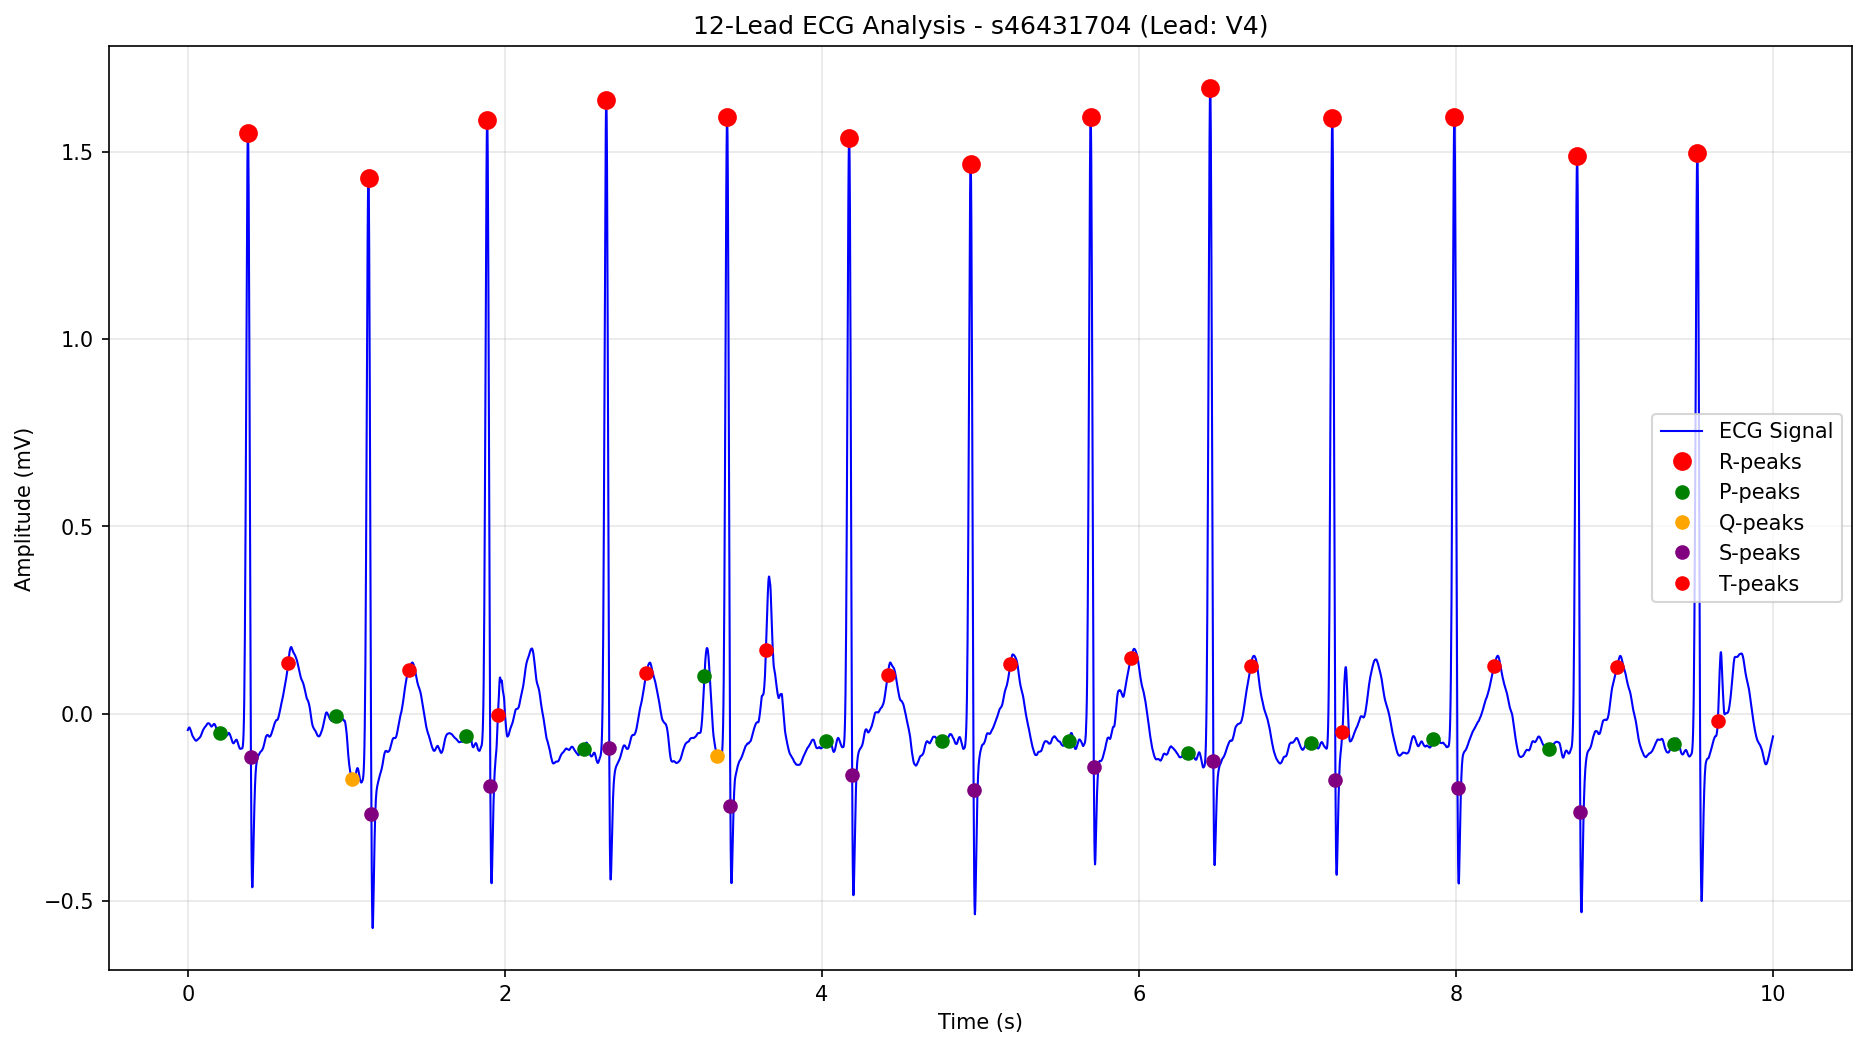 12-Lead ECG Analysis - s46431704 (Lead: V4)
Amplitude (mV)
1.5
1.0
0.5
0.0
−0.5
ECG Signal
R-peaks
P-peaks
Q-peaks
S-peaks
T-peaks
0 2 4 6 8 10
Time (s)